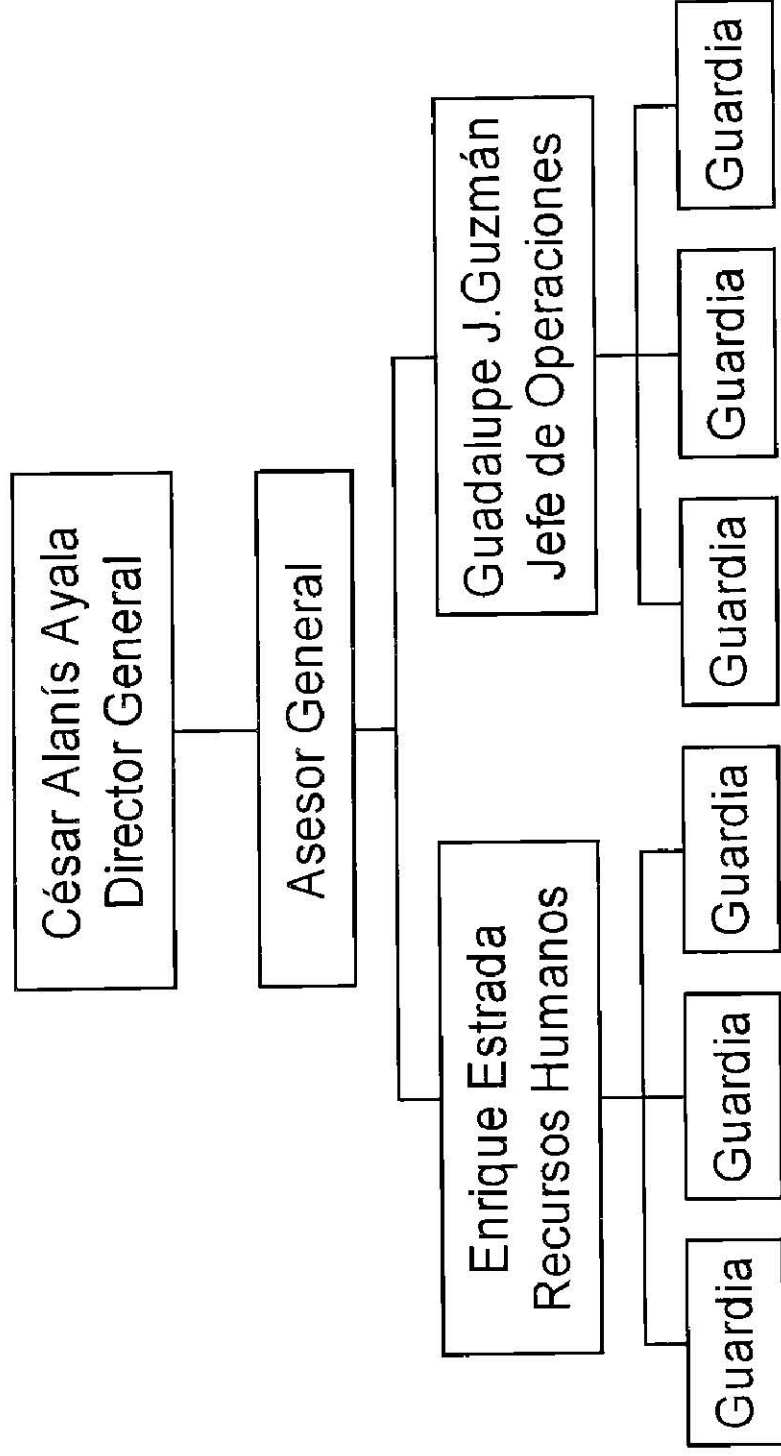 César Alanís Ayala
Director General
Asesor General
Enrique Estrada
Recursos Humanos
Guadalupe J.Guzmán
Jefe de Operaciones
Guardia
Guardia
Guardia
Guardia
Guardia
Guardia